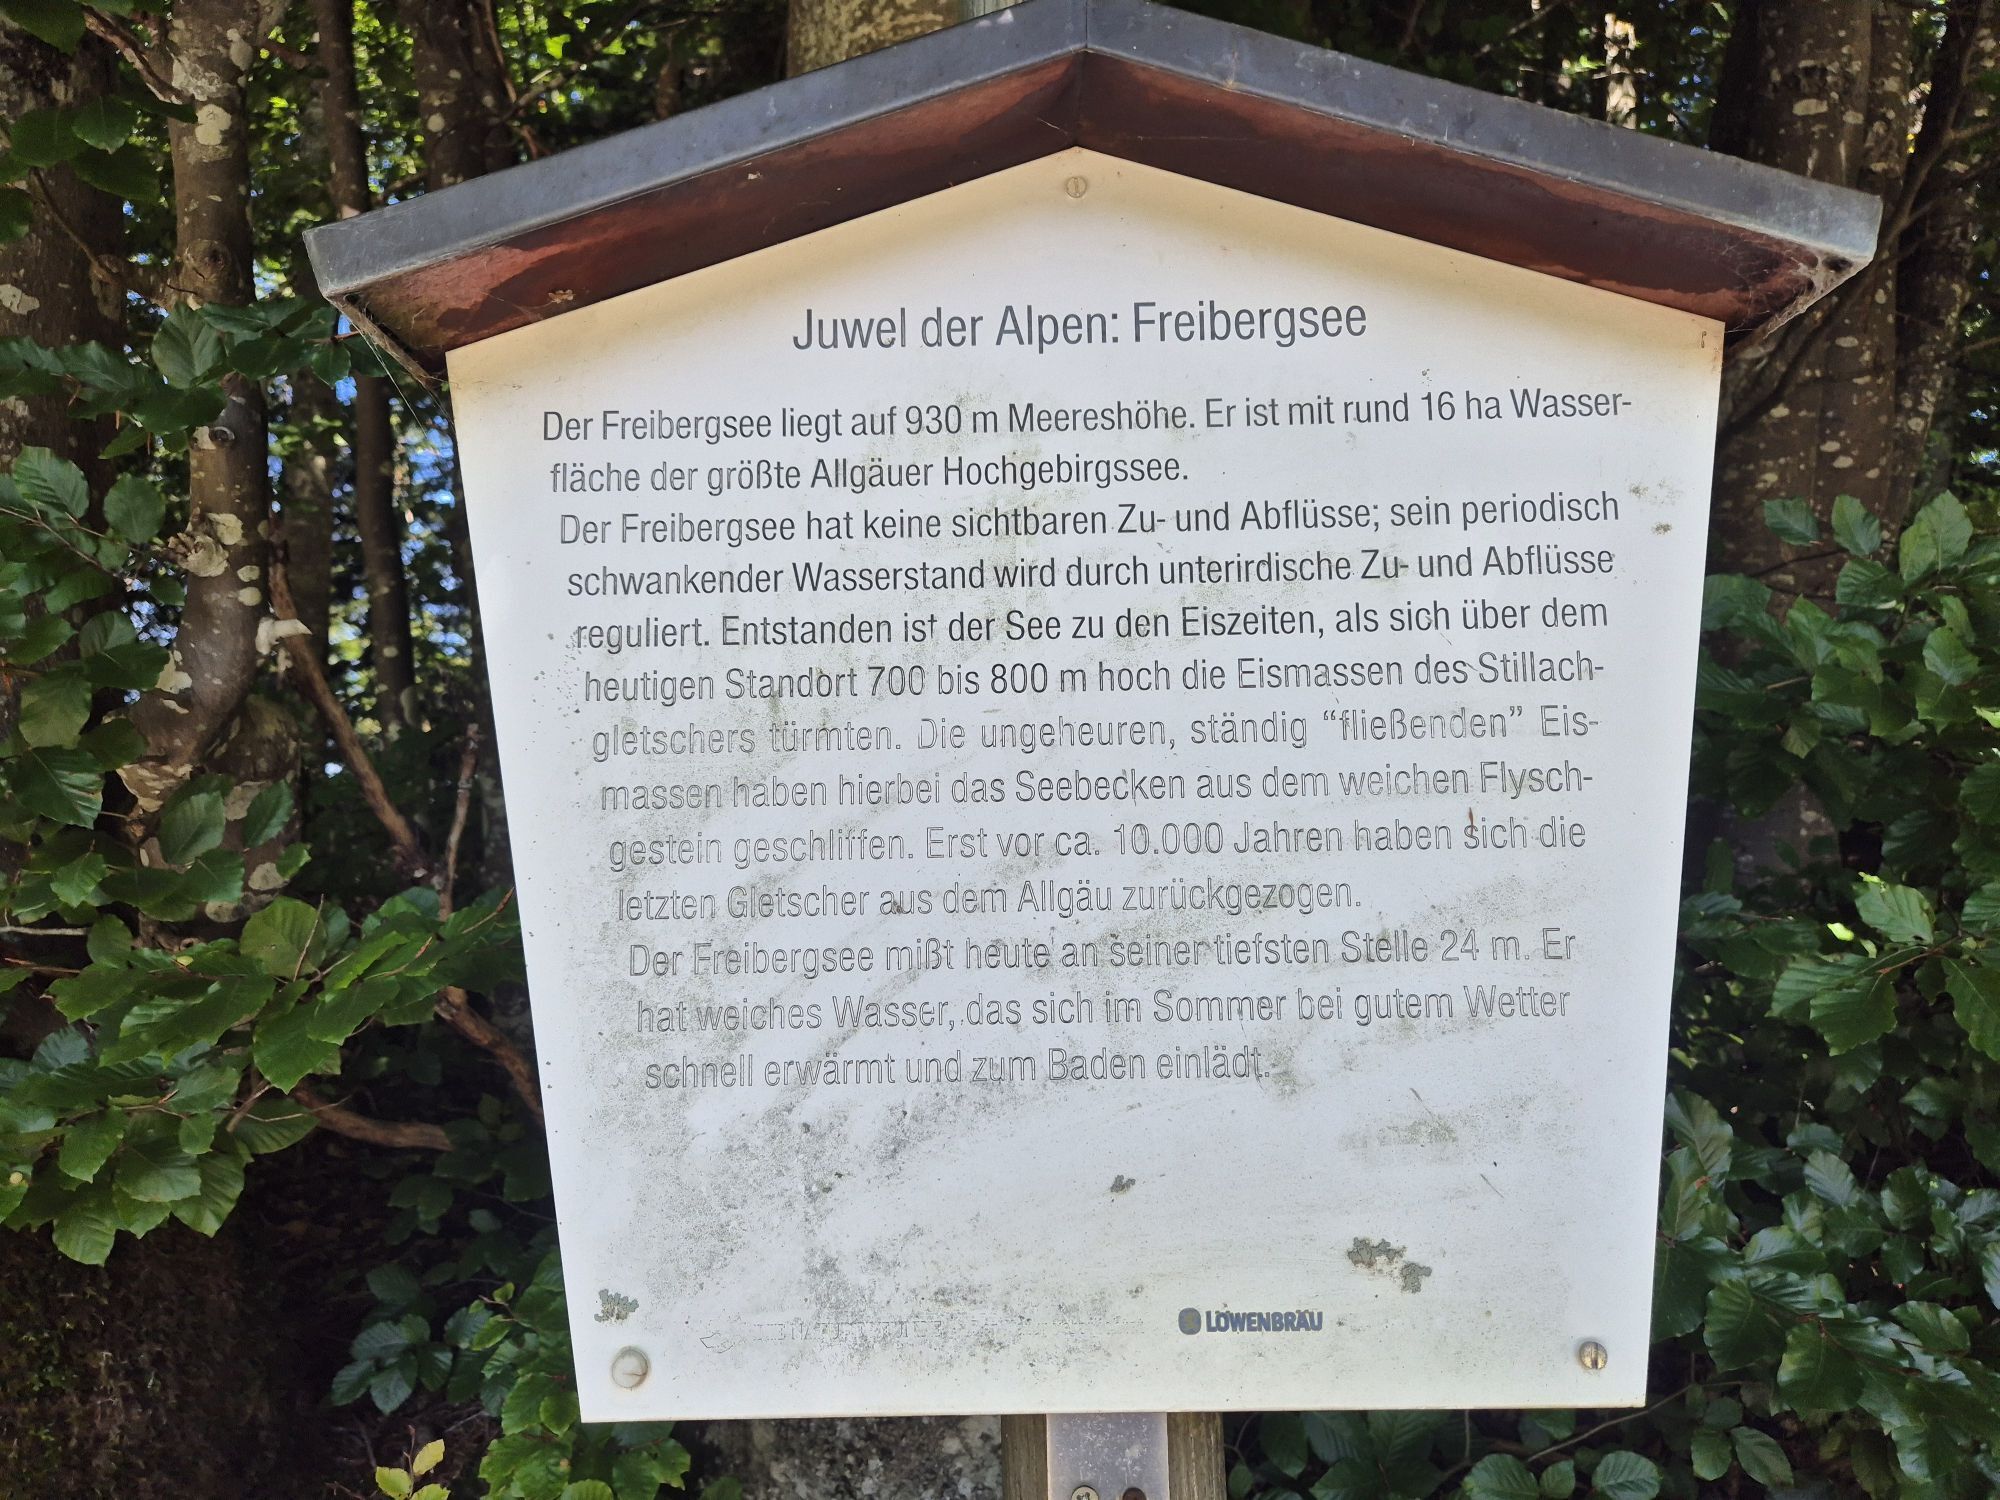 Juwel der Alpen: Freibergsee
Der Freibergsee liegt auf 930 m Meereshöhe. Er ist mit rund 16 ha Wasser-
fläche der größte Allgäuer Hochgebirgssee.
Der Freibergsee hat keine sichtbaren Zu- und Abflüsse; sein periodisch
schwankender Wasserstand wird durch unterirdische Zu- und Abflüsse
reguliert. Entstanden ist der See zu den Eiszeiten, als sich über dem
heutigen Standort 700 bis 800 m hoch die Eismassen des Stillach-
gletschers türmten. Die ungeheuren, ständig “fließenden” Eis-
massen haben hierbei das Seebecken aus dem weichen Flysch-
gestein geschliffen. Erst vor ca. 10.000 Jahren haben sich die
letzten Gletscher aus dem Allgäu zurückgezogen.
Der Freibergsee mißt heute an seiner tiefsten Stelle 24 m. Er
hat weiches Wasser, das sich im Sommer bei gutem Wetter
schnell erwärmt und zum Baden einlädt.
LÖWENBRÄU